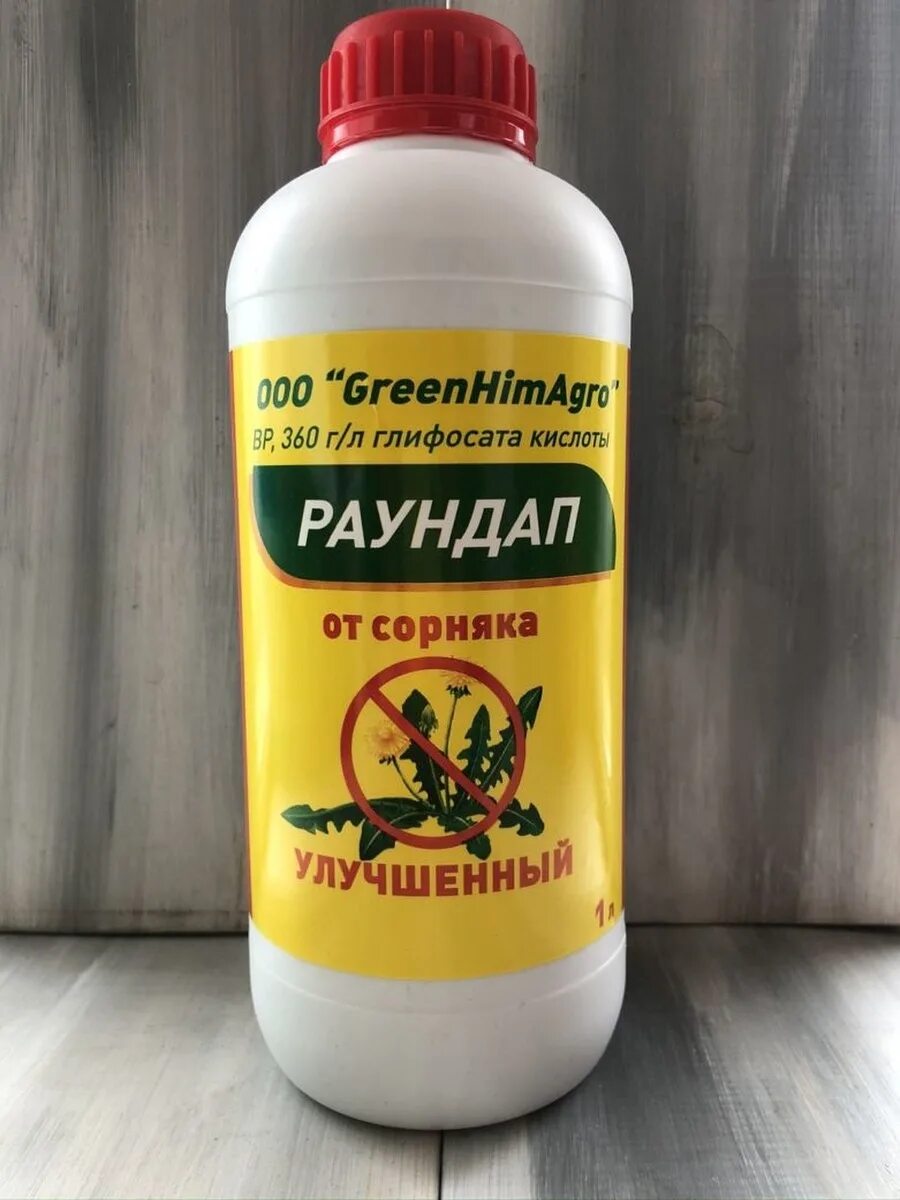 ООО “GreenHimAgro”
ВР, 360 г/л глифосата кислоты
РАУНДАП
от сорняка
УЛУЧШЕННЫЙ
1 л